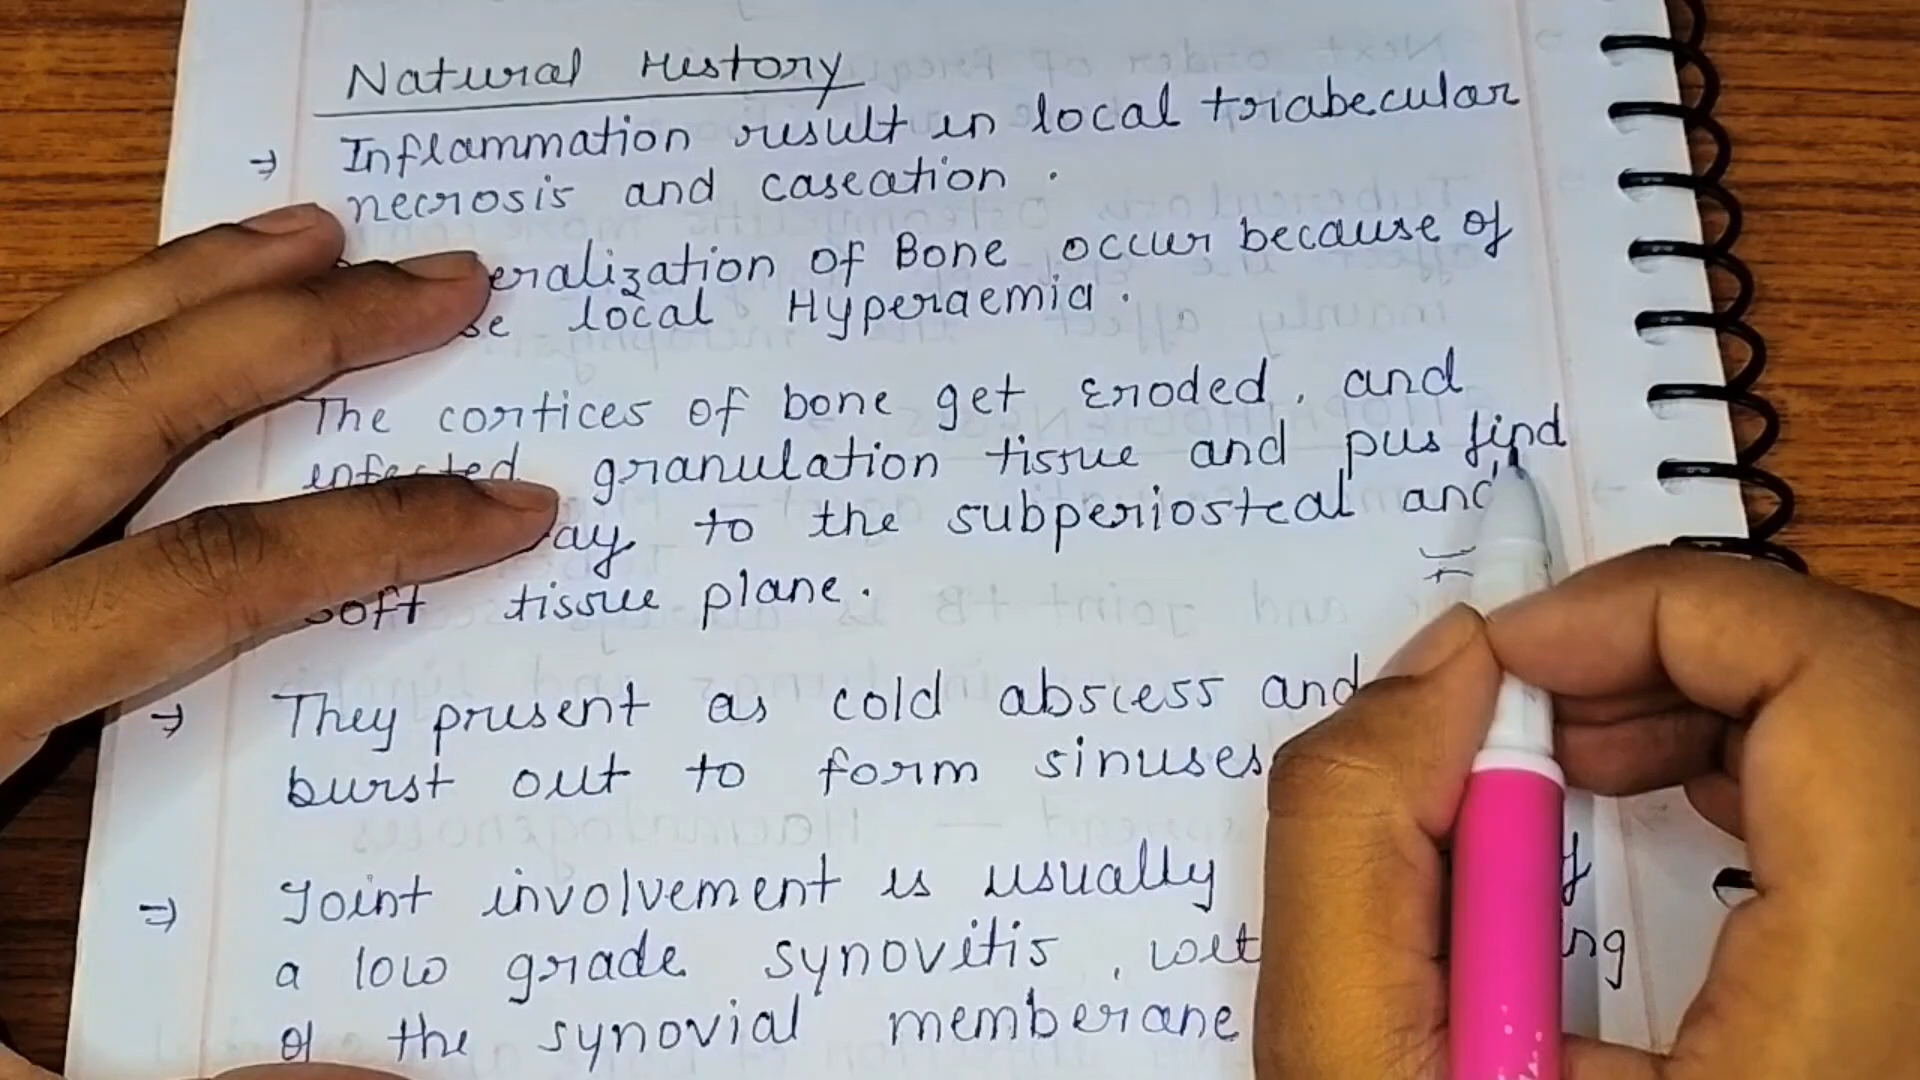 Natural History
⇒ Inflammation result in local triabecular
necrosis and caseation .
eralization of Bone occur because of
local Hyperaemia .
The cortices of bone get Eroded, and
infected granulation tissue and pus find
to the subperiosteal and
soft tissue plane .
⇒ They present as cold abscess and
burst out to form sinuses
⇒ Joint involvement is usually
a low grade synovitis ,
of the synovial memberane